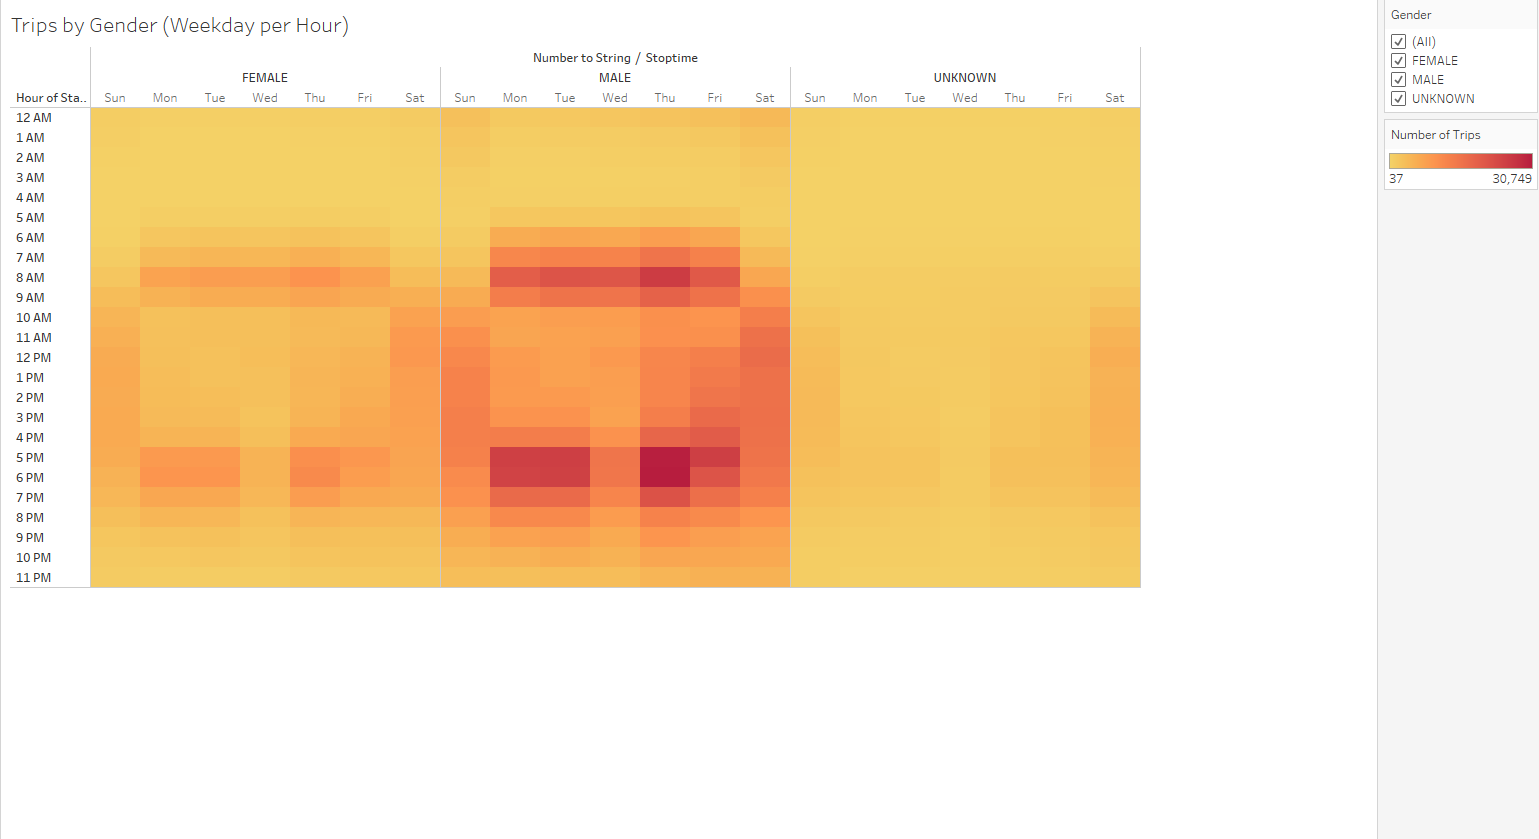 Trips by Gender (Weekday per Hour)
Number to String / Stoptime
FEMALE MALE UNKNOWN
Hour of Sta.. Sun Mon Tue Wed Thu Fri Sat Sun Mon Tue Wed Thu Fri Sat Sun Mon Tue Wed Thu Fri Sat
12 AM
1 AM
2 AM
3 AM
4 AM
5 AM
6 AM
7 AM
8 AM
9 AM
10 AM
11 AM
12 PM
1 PM
2 PM
3 PM
4 PM
5 PM
6 PM
7 PM
8 PM
9 PM
10 PM
11 PM
Gender
(All)
FEMALE
MALE
UNKNOWN
Number of Trips
37 30,749